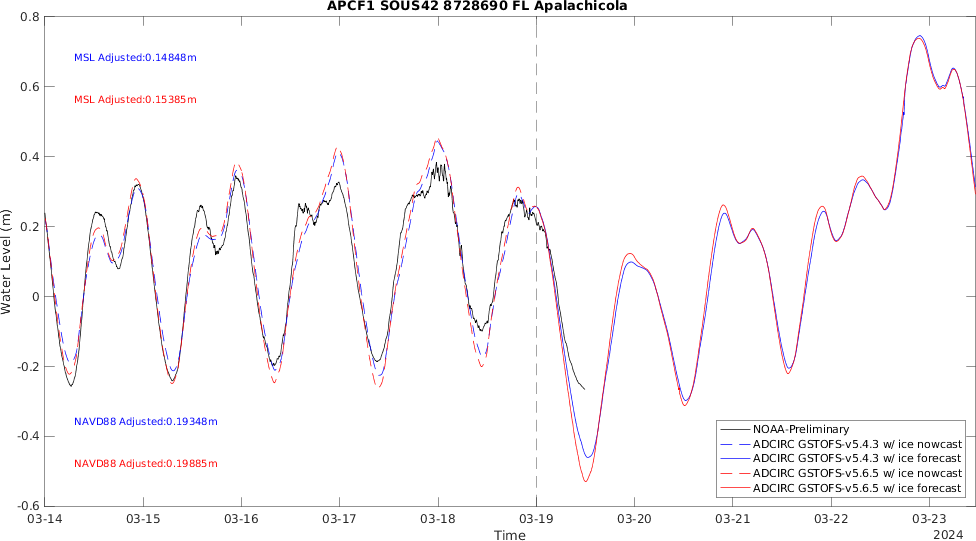 APCF1 SOUS42 8728690 FL Apalachicola
0.8
0.6
0.4
0.2
0
-0.2
-0.4
-0.6
Water Level (m)
MSL Adjusted:0.14848m
MSL Adjusted:0.15385m
NAVD88 Adjusted:0.19348m
NAVD88 Adjusted:0.19885m
NOAA-Preliminary
ADCIRC GSTOFS-v5.4.3 w/ ice nowcast
ADCIRC GSTOFS-v5.4.3 w/ ice forecast
ADCIRC GSTOFS-v5.6.5 w/ ice nowcast
ADCIRC GSTOFS-v5.6.5 w/ ice forecast
03-14 03-15 03-16 03-17 03-18 03-19 03-20 03-21 03-22 03-23
Time
2024